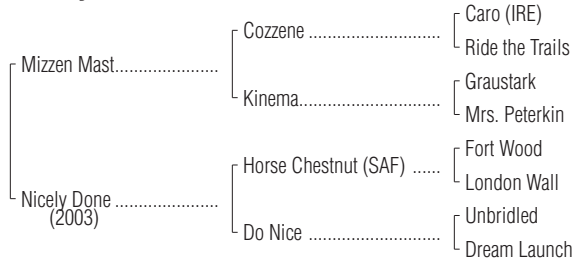 Caro (IRE)
Cozzene ....................................
Ride the Trails
Mizzen Mast......................
Graustark
Kinema.......................................
Mrs. Peterkin
Fort Wood
Horse Chestnut (SAF) ......
London Wall
Nicely Done ......................
(2003)
Unbridled
Do Nice ....................................
Dream Launch